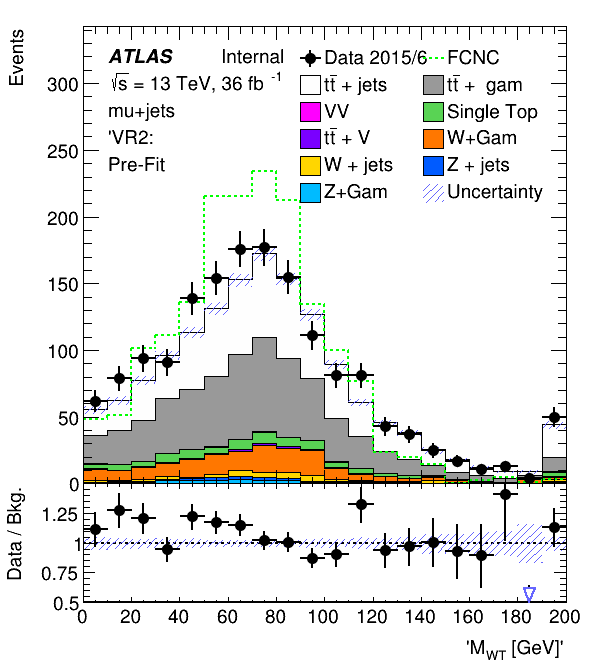 Events
ATLAS Internal
√s = 13 TeV, 36 fb -1
mu+jets
'VR2:
Pre-Fit
Data 2015/6 FCNC
tt̄ + jets tt̄ + gam
VV Single Top
tt̄ + V W+Gam
W + jets Z + jets
Z+Gam Uncertainty
300
250
200
150
100
50
0
Data / Bkg.
1.25
1
0.75
0.5
0 20 40 60 80 100 120 140 160 180 200
'M_WT [GeV]'